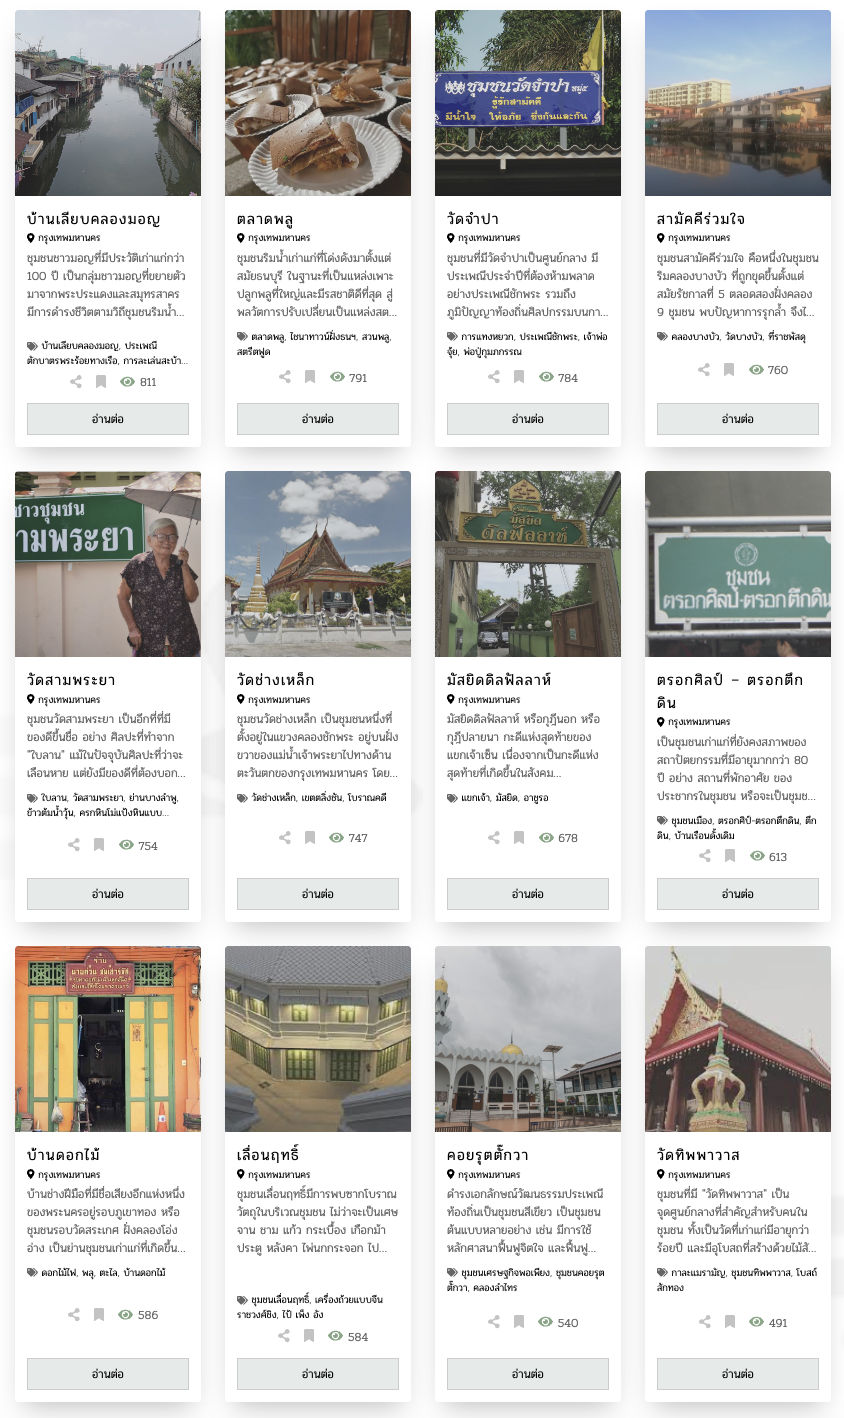 ชุมชนวัดจำปา หมู่๕
รู้รักสามัคคี
มีน้ำใจ ให้อภัย ซึ่งกันและกัน
บ้านเลียบคลองมอญ
กรุงเทพมหานคร
ชุมชนชาวมอญที่มีประวัติเก่าแก่กว่า
100 ปี เป็นกลุ่มชาวมอญที่ขยายตัว
มาจากพระประแดงและสมุทรสาคร
มีการดำรงชีวิตตามวิถีชุมชนริมน้ำ...
บ้านเลียบคลองมอญ, ประเพณี
ตักบาตรพระร้อยทางเรือ, การละเล่นสะบ้า...
811
อ่านต่อ
ตลาดพลู
กรุงเทพมหานคร
ชุมชนริมน้ำเก่าแก่ที่โด่งดังมาตั้งแต่
สมัยธนบุรี ในฐานะที่เป็นแหล่งเพาะ
ปลูกพลูที่ใหญ่และมีรสชาติดีที่สุด สู่
พลวัตการปรับเปลี่ยนเป็นแหล่งสต...
ตลาดพลู, ไชนาทาวน์ฝั่งธนฯ, สวนพลู,
สตรีตฟูด
791
อ่านต่อ
วัดจำปา
กรุงเทพมหานคร
ชุมชนที่มีวัดจำปาเป็นศูนย์กลาง มี
ประเพณีประจำปีที่ต้องห้ามพลาด
อย่างประเพณีชักพระ รวมถึง
ภูมิปัญญาท้องถิ่นศิลปกรรมบนกา...
การแทงหยวก, ประเพณีชักพระ, เจ้าพ่อ
จุ้ย, พ่อปู่กุมภกรรณ
784
อ่านต่อ
สามัคคีร่วมใจ
กรุงเทพมหานคร
ชุมชนสามัคคีร่วมใจ คือหนึ่งในชุมชน
ริมคลองบางบัว ที่ถูกขุดขึ้นตั้งแต่
สมัยรัชกาลที่ 5 ตลอดสองฝั่งคลอง
9 ชุมชน พบปัญหาการรุกล้ำ จึงไ...
คลองบางบัว, วัดบางบัว, ที่ราชพัสดุ
760
อ่านต่อ
ชาวชุมชน
ามพระยา
มัสยิด
ดิลฟัลลาห์
ชุมชน
ตรอกศิลป์-ตรอกตึกดิน
วัดสามพระยา
กรุงเทพมหานคร
ชุมชนวัดสามพระยา เป็นอีกที่ที่มี
ของดีขึ้นชื่อ อย่าง ศิลปะที่ทำจาก
"ใบลาน" แม้ในปัจจุบันศิลปะที่ว่าจะ
เลือนหาย แต่ยังมีของดีที่ต้องบอก...
ใบลาน, วัดสามพระยา, ย่านบางลำพู,
ข้าวต้มน้ำวุ้น, ครกหินโม่แป้งหินแบบ...
754
อ่านต่อ
วัดช่างเหล็ก
กรุงเทพมหานคร
ชุมชนวัดช่างเหล็ก เป็นชุมชนหนึ่งที่
ตั้งอยู่ในแขวงคลองชักพระ อยู่บนฝั่ง
ขวาของแม่น้ำเจ้าพระยาไปทางด้าน
ตะวันตกของกรุงเทพมหานคร โดย...
วัดช่างเหล็ก, เขตตลิ่งชัน, โบราณคดี
747
อ่านต่อ
มัสยิดดิลฟัลลาห์
กรุงเทพมหานคร
มัสยิดดิลฟัลลาห์ หรือกุฎีนอก หรือ
กุฎีปลายนา กะดีแห่งสุดท้ายของ
แขกเจ้าเซ็น เนื่องจากเป็นกะดีแห่ง
สุดท้ายที่เกิดขึ้นในสังคม...
แขกเจ้า, มัสยิด, อาชูรอ
678
อ่านต่อ
ตรอกศิลป์ – ตรอกตึก
ดิน
กรุงเทพมหานคร
เป็นชุมชนเก่าแก่ที่ยังคงสภาพของ
สถาปัตยกรรมที่มีอายุมากกว่า 80
ปี อย่าง สถานที่พักอาศัย ของ
ประชากรในชุมชน หรือจะเป็นชุมช...
ชุมชนเมือง, ตรอกศิป์-ตรอกตึกดิน, ตึก
ดิน, บ้านเรือนดั้งเดิม
613
อ่านต่อ
บ้านดอกไม้
กรุงเทพมหานคร
บ้านช่างฝีมือที่มีชื่อเสียงอีกแห่งหนึ่ง
ของพระนครอยู่รอบภูเขาทอง หรือ
ชุมชนรอบวัดสระเกศ ฝั่งคลองโอ่ง
อ่าง เป็นย่านชุมชนเก่าแก่ที่เกิดขึ้น...
ดอกไม้ไฟ, พลุ, ตะไล, บ้านดอกไม้
586
อ่านต่อ
เลื่อนฤทธิ์
กรุงเทพมหานคร
ชุมชนเลื่อนฤทธิ์มีการพบซากโบราณ
วัตถุในบริเวณชุมชน ไม่ว่าจะเป็นเศษ
จาน ชาม แก้ว กระเบื้อง เกือกม้า
ประตู หลังคา ไพ่นกกระจอก ไป...
ชุมชนเลื่อนฤทธิ์, เครื่องถ้วยแบบจีน
ราชวงศ์ชิง, ไป้ เพ็ง อ้ง
584
อ่านต่อ
คอยรุตตั๊กวา
กรุงเทพมหานคร
ดำรงเอกลักษณ์วัฒนธรรมประเพณี
ท้องถิ่นเป็นชุมชนสีเขียว เป็นชุมชน
ต้นแบบหลายอย่าง เช่น มีการใช้
หลักศาสนาฟื้นฟูจิตใจ และฟื้นฟู...
ชุมชนเศรษฐกิจพอเพียง, ชุมชนคอยรุต
ตั๊กวา, คลองลำไทร
540
อ่านต่อ
วัดทิพพาวาส
กรุงเทพมหานคร
ชุมชนที่มี "วัดทิพพาวาส" เป็น
จุดศูนย์กลางที่สำคัญสำหรับคนใน
ชุมชน ทั้งเป็นวัดที่เก่าแก่มีอายุกว่า
ร้อยปี และมีอุโบสถที่สร้างด้วยไม้สั...
กาละแมรามัญ, ชุมชนทิพพาวาส, โบสถ์
สักทอง
491
อ่านต่อ